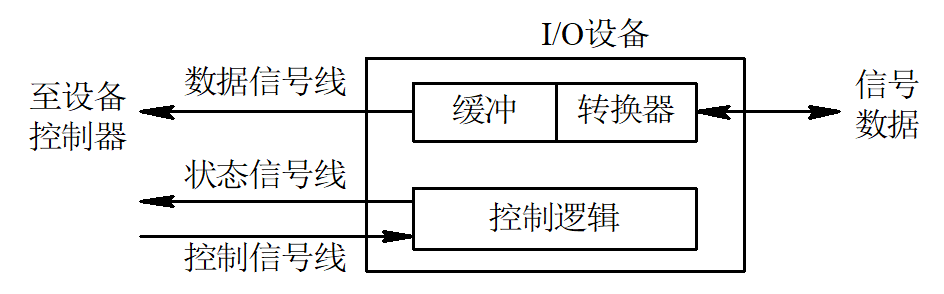 I/O设备
数据信号线
至设备
控制器
缓冲
转换器
信号
数据
状态信号线
控制逻辑
控制信号线